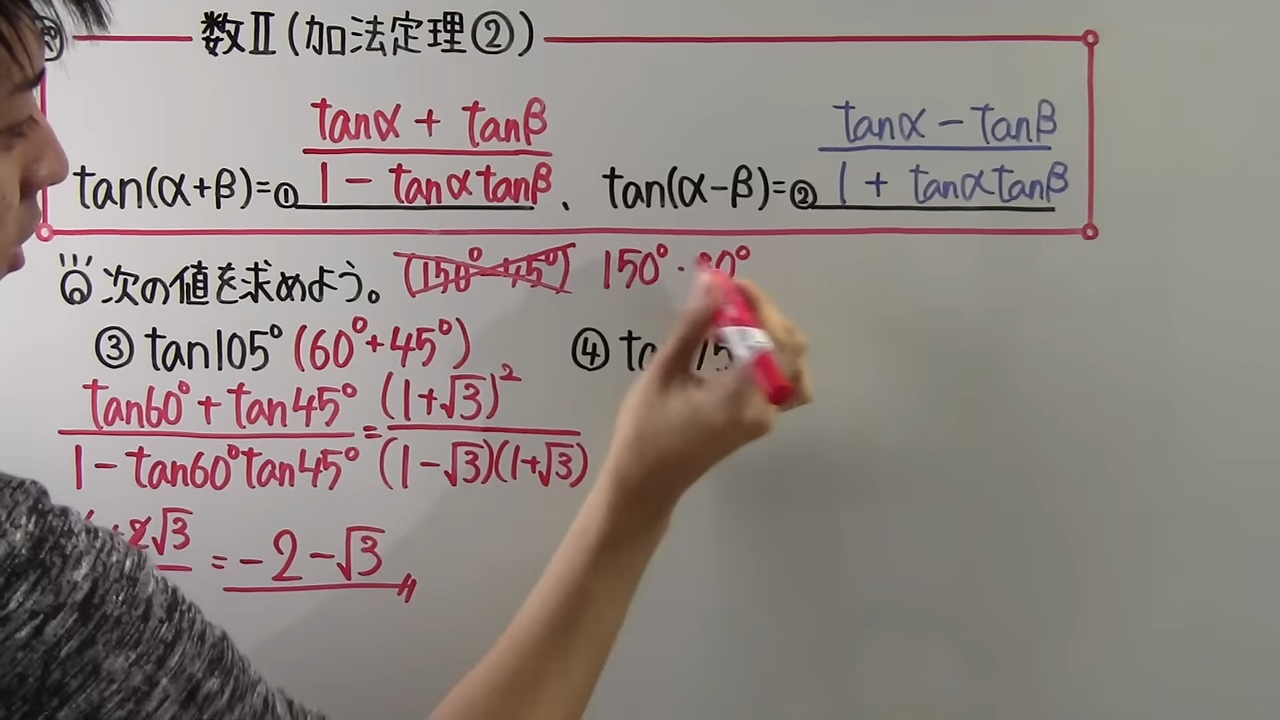 数Ⅱ(加法定理②)
tan(α+β)=① tanα + tanβ / 1 - tanαtanβ 、 tan(α-β)=② tanα - tanβ / 1 + tanαtanβ
次の値を求めよう。 (150°-45°) 150°
③ tan105° (60°+45°) ④
tan60°+tan45° / 1-tan60°tan45° = (1+√3)² / (1-√3)(1+√3)
2√3 = -2-√3